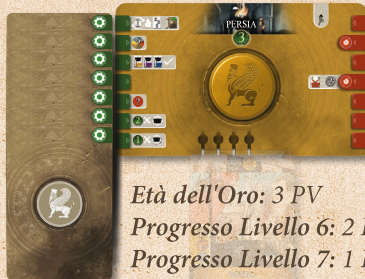 PERSIA
3
Età dell'Oro: 3 PV
Progresso Livello 6: 2
Progresso Livello 7: 1